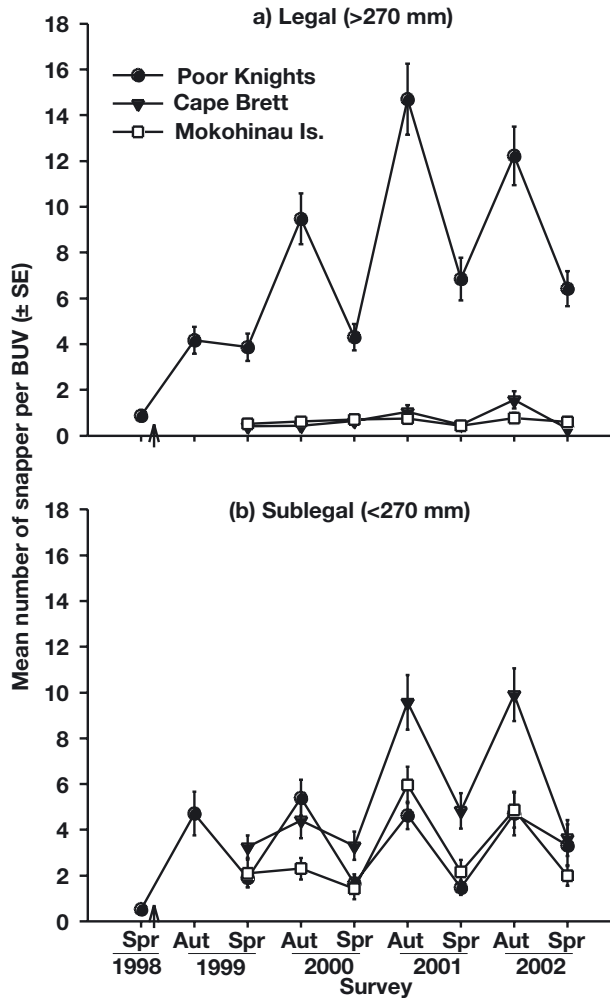 a) Legal (>270 mm)
18
16
14
12
10
8
6
4
2
0
Poor Knights
Cape Brett
Mokohinau Is.
Mean number of snapper per BUV (± SE)
(b) Sublegal (<270 mm)
18
16
14
12
10
8
6
4
2
0
Spr Aut Spr Aut Spr Aut Spr Aut Spr
1998 1999 2000 2001 2002
Survey